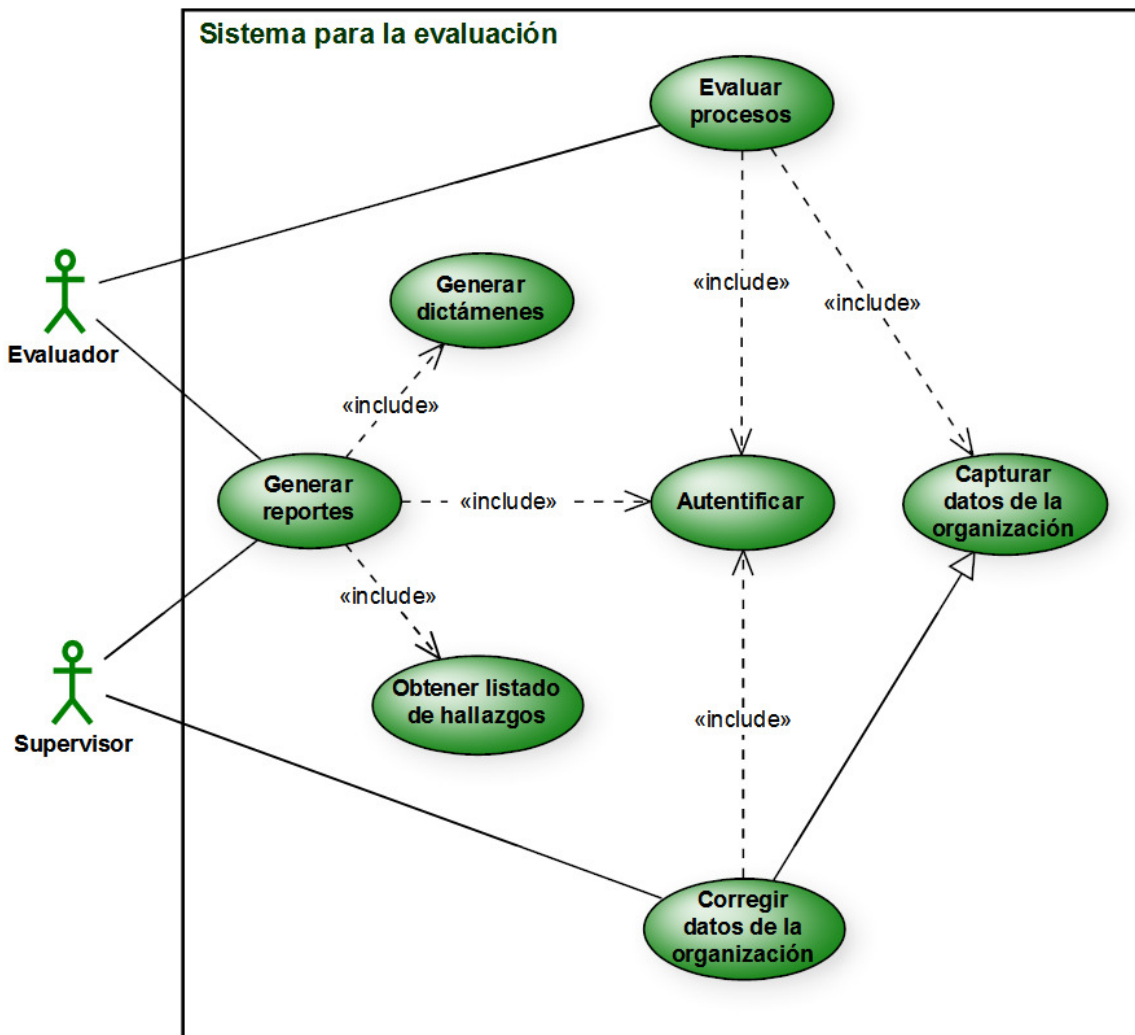 Sistema para la evaluación
Evaluar
procesos
«include»
«include»
Generar
dictámenes
Evaluador
«include»
Generar
reportes
«include»
Autentificar
Capturar
datos de la
organización
«include»
Obtener listado
de hallazgos
Supervisor
«include»
Corregir
datos de la
organización